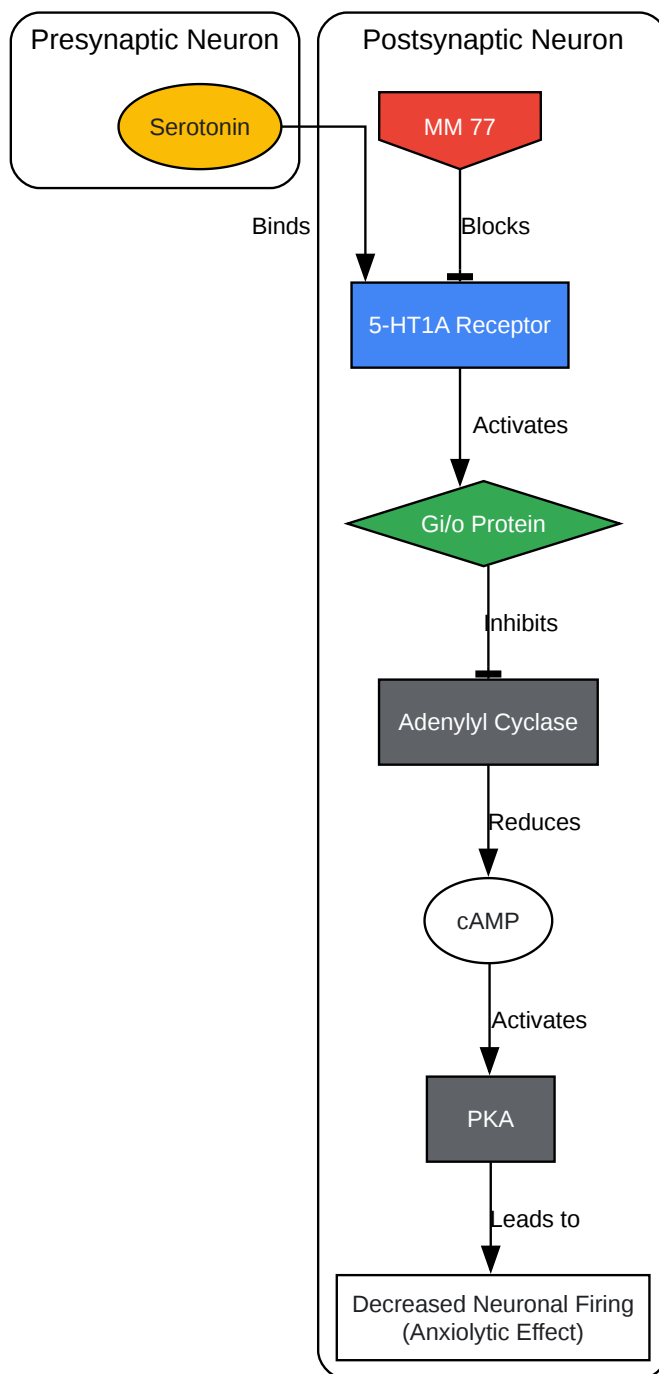 Presynaptic Neuron
Postsynaptic Neuron
Serotonin
MM 77
Binds
Blocks
5-HT1A Receptor
Activates
Gi/o Protein
Inhibits
Adenylyl Cyclase
Reduces
cAMP
Activates
PKA
Leads to
Decreased Neuronal Firing
(Anxiolytic Effect)